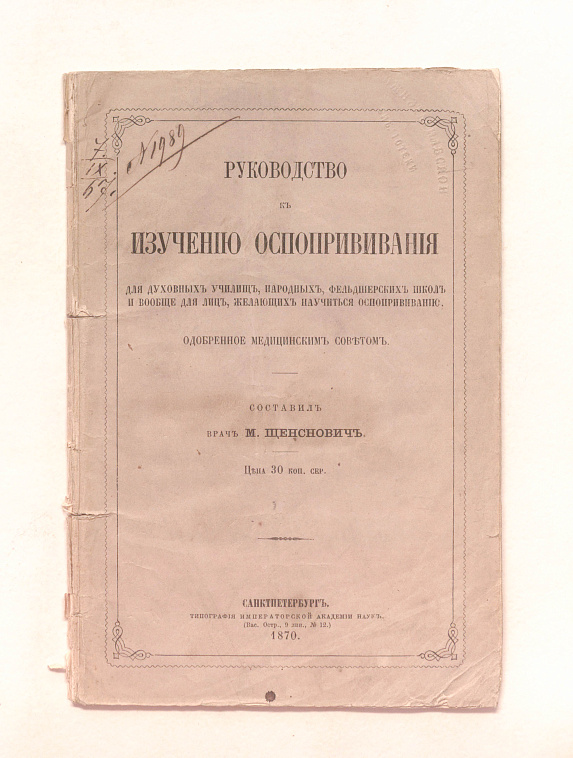 № 1989
РУКОВОДСТВО
КЪ
ИЗУЧЕНІЮ ОСПОПРИВИВАНІЯ
ДЛЯ ДУХОВНЫХЪ УЧИЛИЩЪ, НАРОДНЫХЪ, ФЕЛЬДШЕРСКИХЪ ШКОЛЪ
И ВООБЩЕ ДЛЯ ЛИЦЪ, ЖЕЛАЮЩИХЪ НАУЧИТЬСЯ ОСПОПРИВИВАНІЮ.
ОДОБРЕННОЕ МЕДИЦИНСКИМЪ СОВѢТОМЪ.
СОСТАВИЛЪ
ВРАЧЪ М. ЩЕНСНОВИЧЪ.
Цѣна 30 коп. сер.
САНКТПЕТЕРБУРГЪ.
ТИПОГРАФІЯ ИМПЕРАТОРСКОЙ АКАДЕМІИ НАУКЪ.
(Вас. Остр., 9 лин., № 12.)
1870.